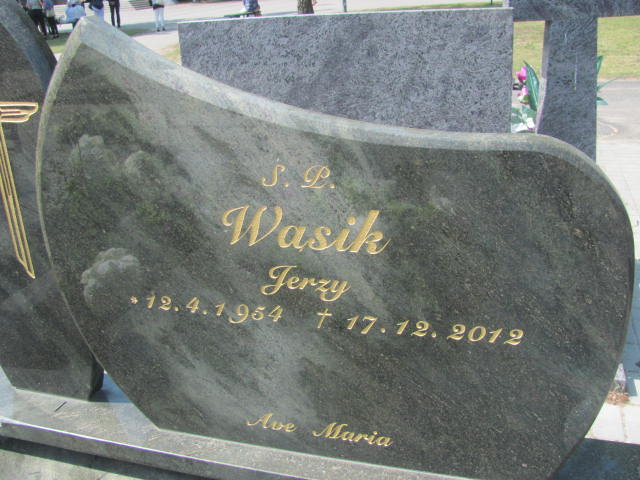 S. P.
Wasik
Jerzy
* 12. 4. 1954 † 17. 12. 2012
Ave Maria